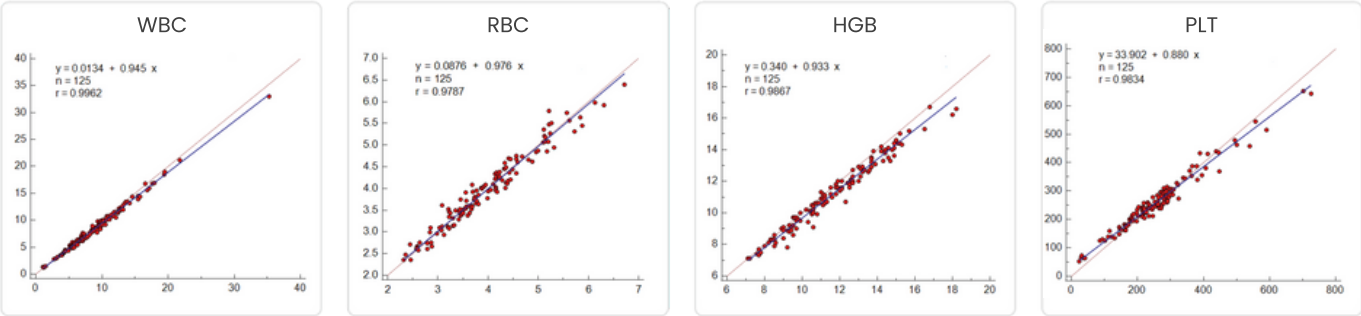 WBC
y = 0.0134 + 0.945 x
n = 125
r = 0.9962
40
35
30
25
20
15
10
5
0
0 10 20 30 40
RBC
y = 0.0876 + 0.976 x
n = 125
r = 0.9787
7.0
6.5
6.0
5.5
5.0
4.5
4.0
3.5
3.0
2.5
2.0
2 3 4 5 6 7
HGB
y = 0.340 + 0.933 x
n = 125
r = 0.9867
20
18
16
14
12
10
8
6
6 8 10 12 14 16 18 20
PLT
y = 33.902 + 0.880 x
n = 125
r = 0.9834
800
700
600
500
400
300
200
100
0
0 200 400 600 800